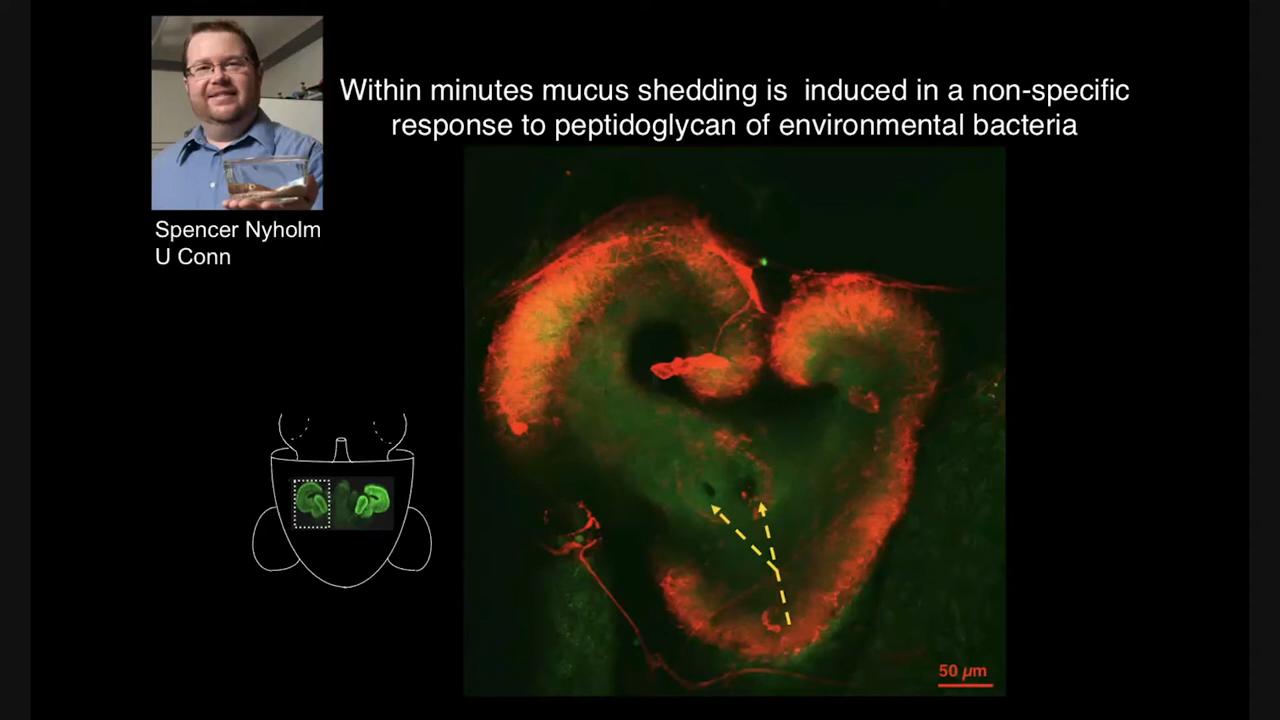 Within minutes mucus shedding is  induced in a non-specific
response to peptidoglycan of environmental bacteria
Spencer Nyholm
U Conn
50 µm